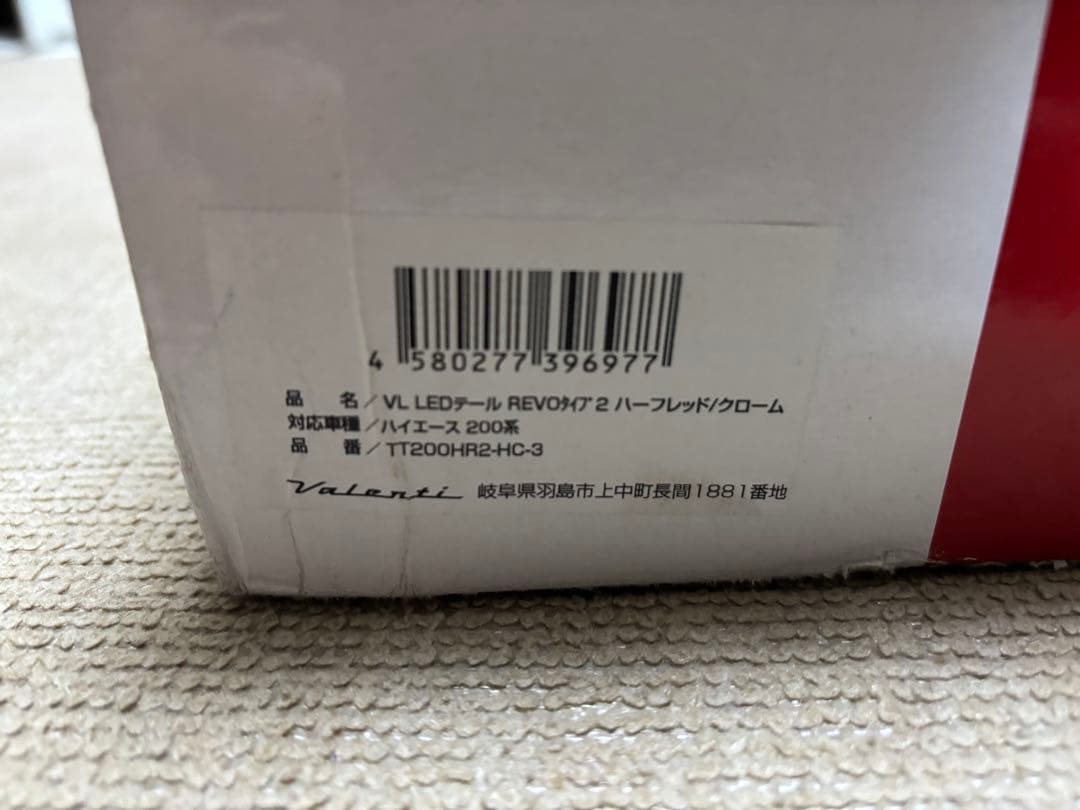 4 580277 396977
品 名/VL LEDテール REVOﾀｲﾌﾟ2 ハーフレッド/クローム
対応車種/ハイエース 200系
品 番/TT200HR2-HC-3
Valenti 岐阜県羽島市上中町長間1881番地